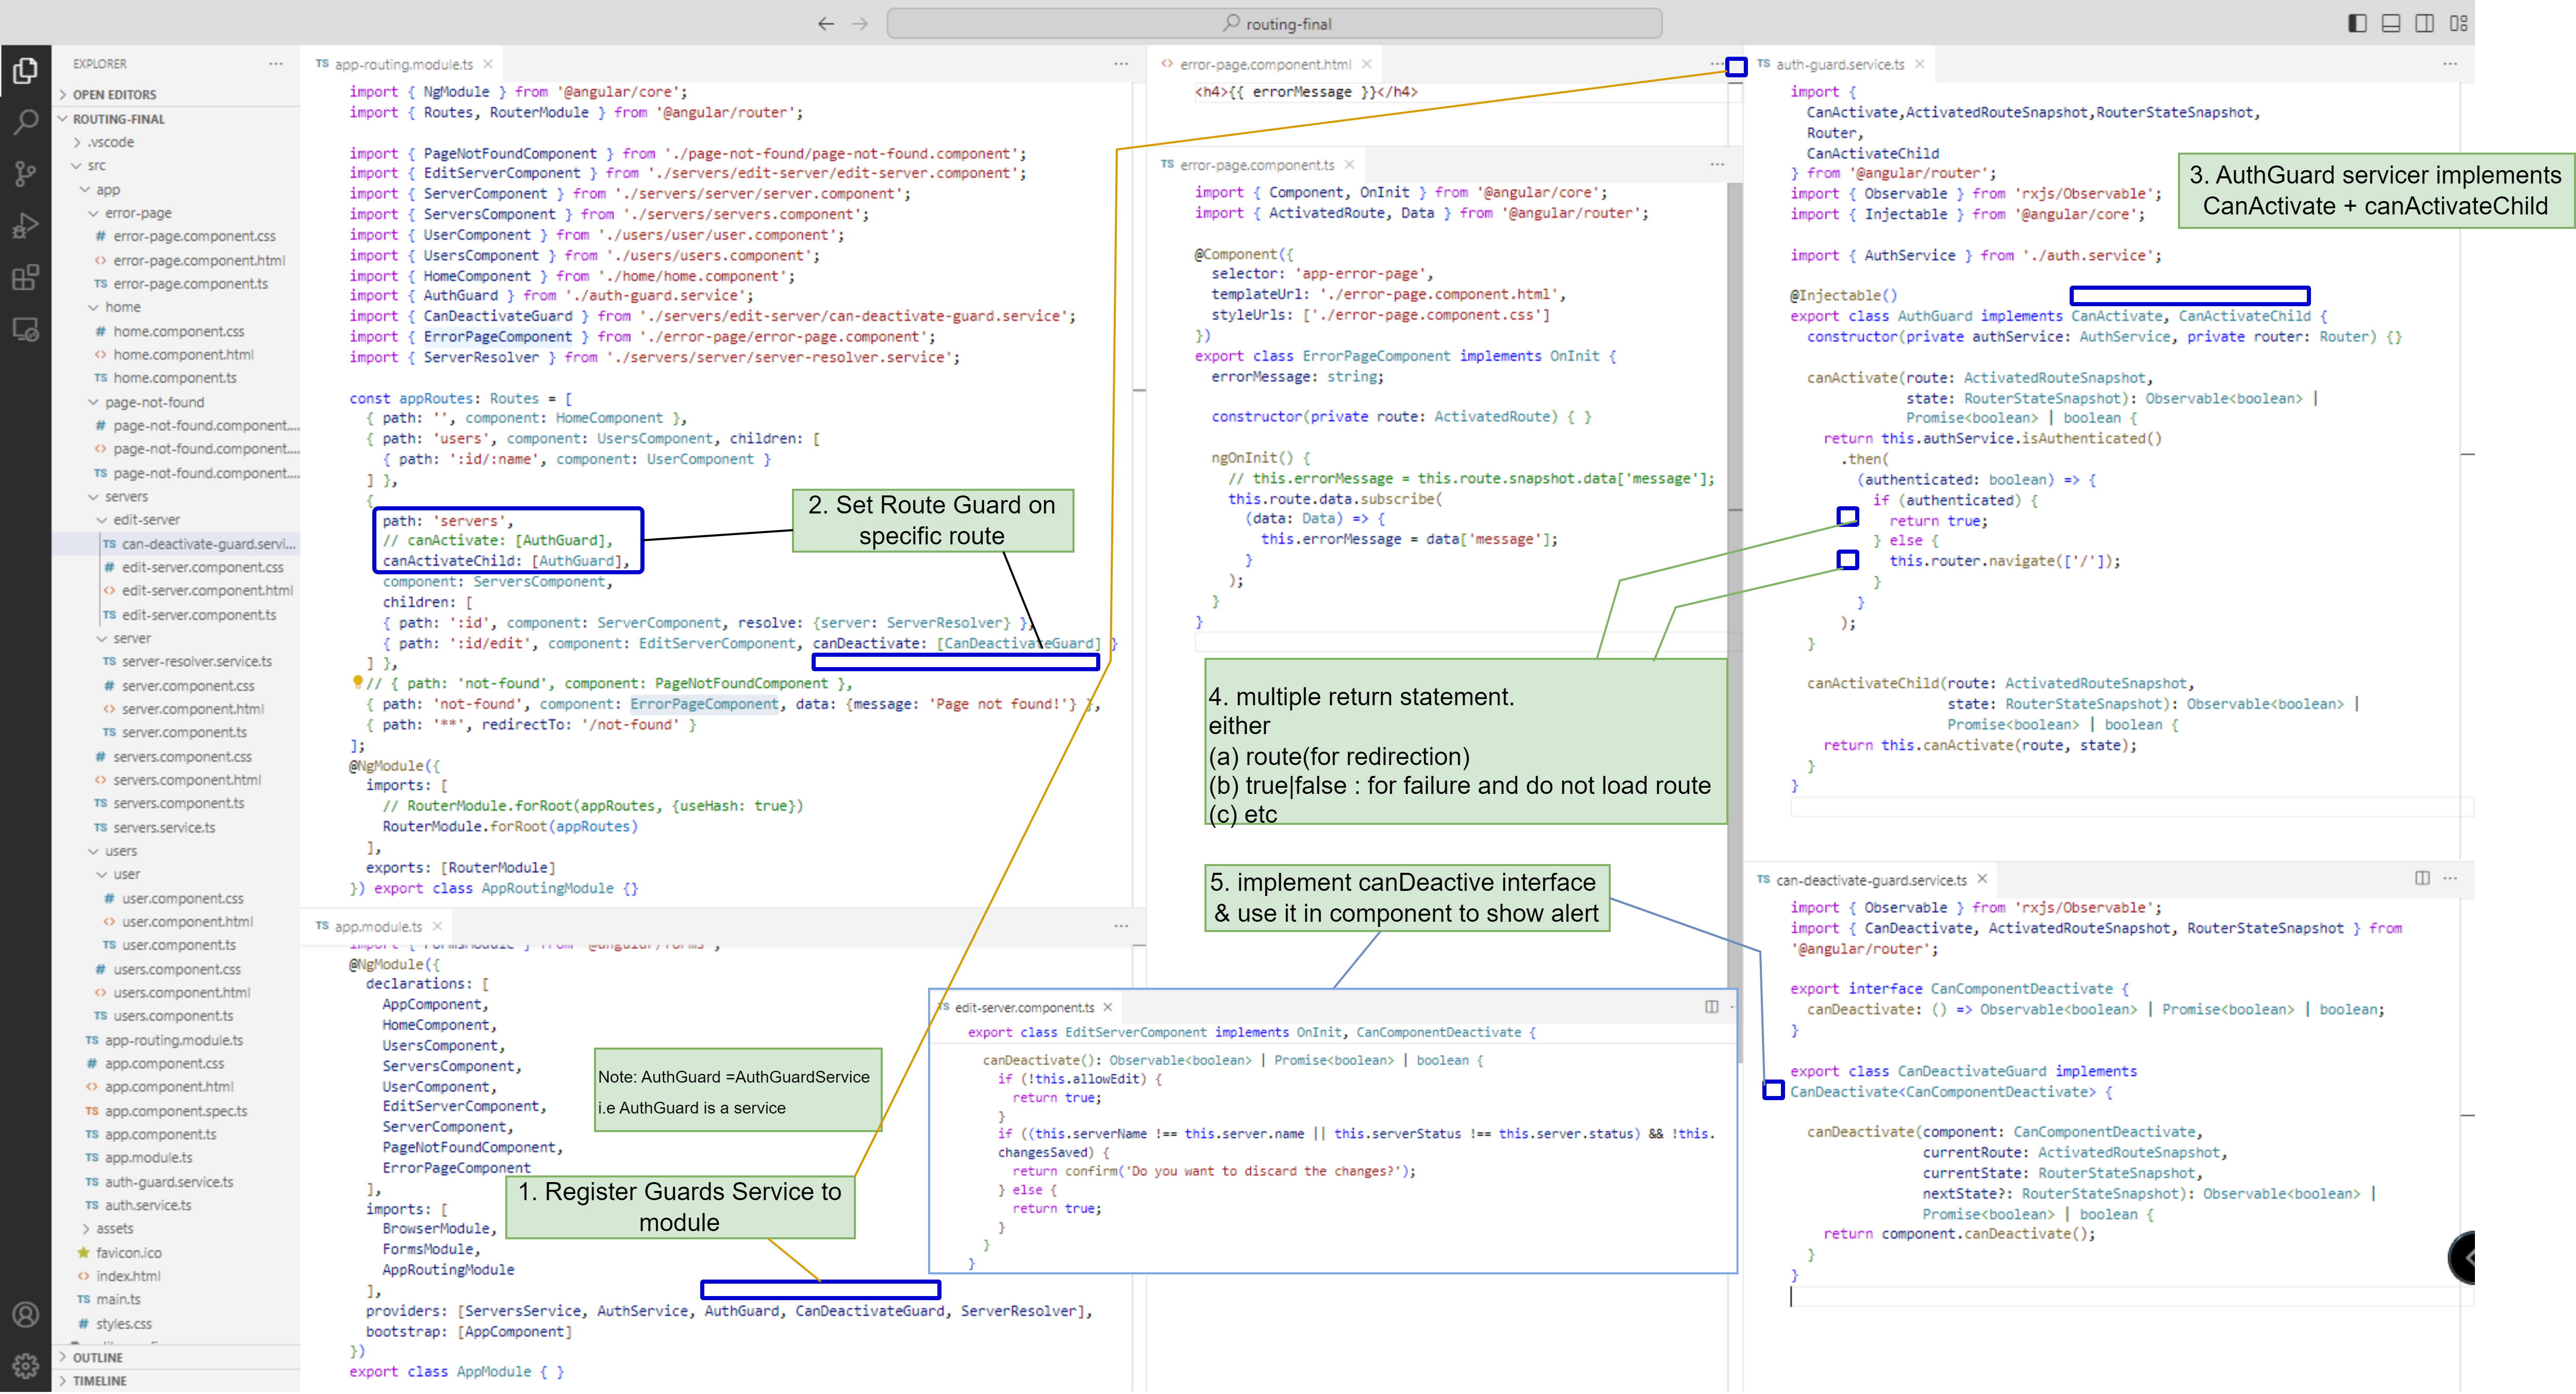 routing-final
EXPLORER
OPEN EDITORS
ROUTING-FINAL
.vscode
src
app
error-page
# error-page.component.css
<> error-page.component.html
TS error-page.component.ts
home
# home.component.css
<> home.component.html
TS home.component.ts
page-not-found
# page-not-found.component....
<> page-not-found.component....
TS page-not-found.component....
servers
edit-server
TS can-deactivate-guard.servi...
# edit-server.component.css
<> edit-server.component.html
TS edit-server.component.ts
server
TS server-resolver.service.ts
# server.component.css
<> server.component.html
TS server.component.ts
# servers.component.css
<> servers.component.html
TS servers.component.ts
TS servers.service.ts
users
user
# user.component.css
<> user.component.html
TS user.component.ts
# users.component.css
<> users.component.html
TS users.component.ts
TS app-routing.module.ts
# app.component.css
<> app.component.html
TS app.component.spec.ts
TS app.component.ts
TS app.module.ts
TS auth-guard.service.ts
TS auth.service.ts
assets
favicon.ico
<> index.html
TS main.ts
# styles.css
OUTLINE
TIMELINE
TS app-routing.module.ts
import { NgModule } from '@angular/core';
import { Routes, RouterModule } from '@angular/router';
import { PageNotFoundComponent } from './page-not-found/page-not-found.component';
import { EditServerComponent } from './servers/edit-server/edit-server.component';
import { ServerComponent } from './servers/server/server.component';
import { ServersComponent } from './servers/servers.component';
import { UserComponent } from './users/user/user.component';
import { UsersComponent } from './users/users.component';
import { HomeComponent } from './home/home.component';
import { AuthGuard } from './auth-guard.service';
import { CanDeactivateGuard } from './servers/edit-server/can-deactivate-guard.service';
import { ErrorPageComponent } from './error-page/error-page.component';
import { ServerResolver } from './servers/server/server-resolver.service';
const appRoutes: Routes = [
{ path: '', component: HomeComponent },
{ path: 'users', component: UsersComponent, children: [
{ path: ':id/:name', component: UserComponent }
] },
{
path: 'servers',
// canActivate: [AuthGuard],
canActivateChild: [AuthGuard],
component: ServersComponent,
children: [
{ path: ':id', component: ServerComponent, resolve: {server: ServerResolver} },
{ path: ':id/edit', component: EditServerComponent, canDeactivate: [CanDeactivateGuard] }
] },
// { path: 'not-found', component: PageNotFoundComponent },
{ path: 'not-found', component: ErrorPageComponent, data: {message: 'Page not found!'} },
{ path: '**', redirectTo: '/not-found' }
];
@NgModule({
imports: [
// RouterModule.forRoot(appRoutes, {useHash: true})
RouterModule.forRoot(appRoutes)
],
exports: [RouterModule]
}) export class AppRoutingModule {}
2. Set Route Guard on
specific route
TS app.module.ts
import { FormsModule } from '@angular/forms';
@NgModule({
declarations: [
AppComponent,
HomeComponent,
UsersComponent,
ServersComponent,
UserComponent,
EditServerComponent,
ServerComponent,
PageNotFoundComponent,
ErrorPageComponent
],
imports: [
BrowserModule,
FormsModule,
AppRoutingModule
],
providers: [ServersService, AuthService, AuthGuard, CanDeactivateGuard, ServerResolver],
bootstrap: [AppComponent]
})
export class AppModule { }
Note: AuthGuard =AuthGuardService
i.e AuthGuard is a service
1. Register Guards Service to
module
<> error-page.component.html
<h4>{{ errorMessage }}</h4>
TS error-page.component.ts
import { Component, OnInit } from '@angular/core';
import { ActivatedRoute, Data } from '@angular/router';
@Component({
selector: 'app-error-page',
templateUrl: './error-page.component.html',
styleUrls: ['./error-page.component.css']
})
export class ErrorPageComponent implements OnInit {
errorMessage: string;
constructor(private route: ActivatedRoute) { }
ngOnInit() {
// this.errorMessage = this.route.snapshot.data['message'];
this.route.data.subscribe(
(data: Data) => {
this.errorMessage = data['message'];
}
);
}
}
4. multiple return statement.
either
(a) route(for redirection)
(b) true|false : for failure and do not load route
(c) etc
5. implement canDeactive interface
& use it in component to show alert
TS edit-server.component.ts
export class EditServerComponent implements OnInit, CanComponentDeactivate {
canDeactivate(): Observable<boolean> | Promise<boolean> | boolean {
if (!this.allowEdit) {
return true;
}
if ((this.serverName !== this.server.name || this.serverStatus !== this.server.status) && !this.
changesSaved) {
return confirm('Do you want to discard the changes?');
} else {
return true;
}
}
}
TS auth-guard.service.ts
import {
CanActivate,ActivatedRouteSnapshot,RouterStateSnapshot,
Router,
CanActivateChild
} from '@angular/router';
import { Observable } from 'rxjs/Observable';
import { Injectable } from '@angular/core';
import { AuthService } from './auth.service';
@Injectable()
export class AuthGuard implements CanActivate, CanActivateChild {
constructor(private authService: AuthService, private router: Router) {}
canActivate(route: ActivatedRouteSnapshot,
state: RouterStateSnapshot): Observable<boolean> |
Promise<boolean> | boolean {
return this.authService.isAuthenticated()
.then(
(authenticated: boolean) => {
if (authenticated) {
return true;
} else {
this.router.navigate(['/']);
}
}
);
}
canActivateChild(route: ActivatedRouteSnapshot,
state: RouterStateSnapshot): Observable<boolean> |
Promise<boolean> | boolean {
return this.canActivate(route, state);
}
}
3. AuthGuard servicer implements
CanActivate + canActivateChild
TS can-deactivate-guard.service.ts
import { Observable } from 'rxjs/Observable';
import { CanDeactivate, ActivatedRouteSnapshot, RouterStateSnapshot } from
'@angular/router';
export interface CanComponentDeactivate {
canDeactivate: () => Observable<boolean> | Promise<boolean> | boolean;
}
export class CanDeactivateGuard implements
CanDeactivate<CanComponentDeactivate> {
canDeactivate(component: CanComponentDeactivate,
currentRoute: ActivatedRouteSnapshot,
currentState: RouterStateSnapshot,
nextState?: RouterStateSnapshot): Observable<boolean> |
Promise<boolean> | boolean {
return component.canDeactivate();
}
}